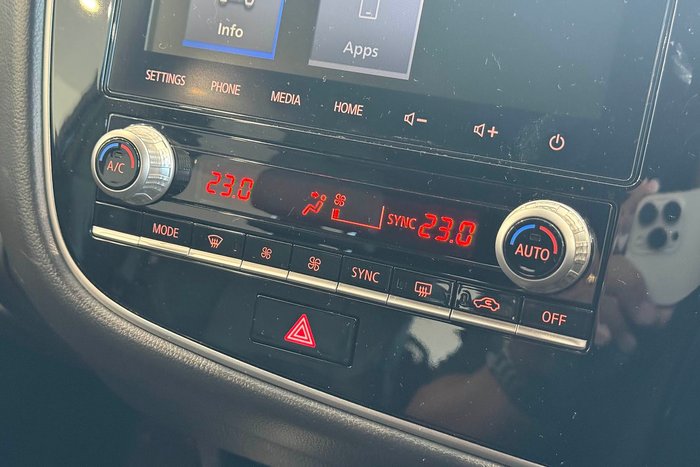 Info
Apps
SETTINGS PHONE MEDIA HOME
A/C
23.0 SYNC 23.0
AUTO
MODE SYNC OFF